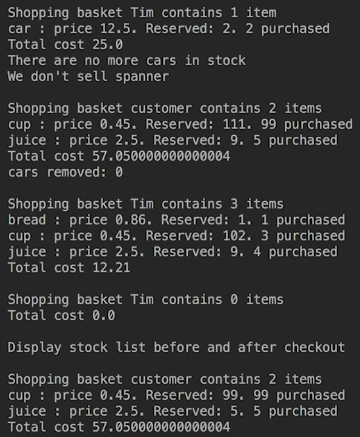 Shopping basket Tim contains 1 item
car : price 12.5. Reserved: 2. 2 purchased
Total cost 25.0
There are no more cars in stock
We don't sell spanner
Shopping basket customer contains 2 items
cup : price 0.45. Reserved: 111. 99 purchased
juice : price 2.5. Reserved: 9. 5 purchased
Total cost 57.050000000000004
cars removed: 0
Shopping basket Tim contains 3 items
bread : price 0.86. Reserved: 1. 1 purchased
cup : price 0.45. Reserved: 102. 3 purchased
juice : price 2.5. Reserved: 9. 4 purchased
Total cost 12.21
Shopping basket Tim contains 0 items
Total cost 0.0
Display stock list before and after checkout
Shopping basket customer contains 2 items
cup : price 0.45. Reserved: 99. 99 purchased
juice : price 2.5. Reserved: 5. 5 purchased
Total cost 57.050000000000004